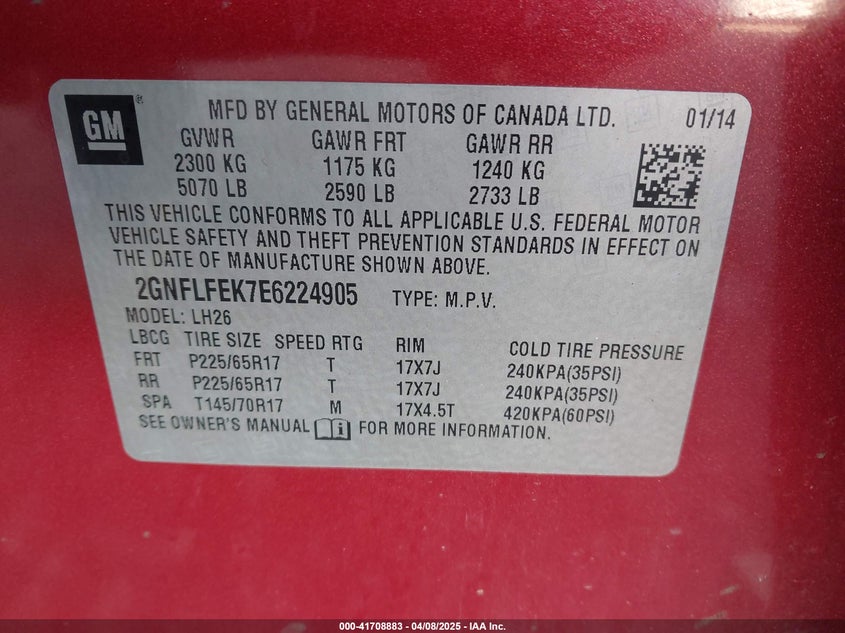 GM ®
MFD BY GENERAL MOTORS OF CANADA LTD. 01/14
GVWR GAWR FRT GAWR RR
2300 KG 1175 KG 1240 KG
5070 LB 2590 LB 2733 LB
THIS VEHICLE CONFORMS TO ALL APPLICABLE U.S. FEDERAL MOTOR
VEHICLE SAFETY AND THEFT PREVENTION STANDARDS IN EFFECT ON
THE DATE OF MANUFACTURE SHOWN ABOVE.
2GNFLFEK7E6224905 TYPE: M.P.V.
MODEL: LH26
LBCG TIRE SIZE SPEED RTG RIM COLD TIRE PRESSURE
FRT P225/65R17 T 17X7J 240KPA(35PSI)
RR P225/65R17 T 17X7J 240KPA(35PSI)
SPA T145/70R17 M 17X4.5T 420KPA(60PSI)
SEE OWNER'S MANUAL i FOR MORE INFORMATION.
000-41708883 - 04/08/2025 - IAA Inc.